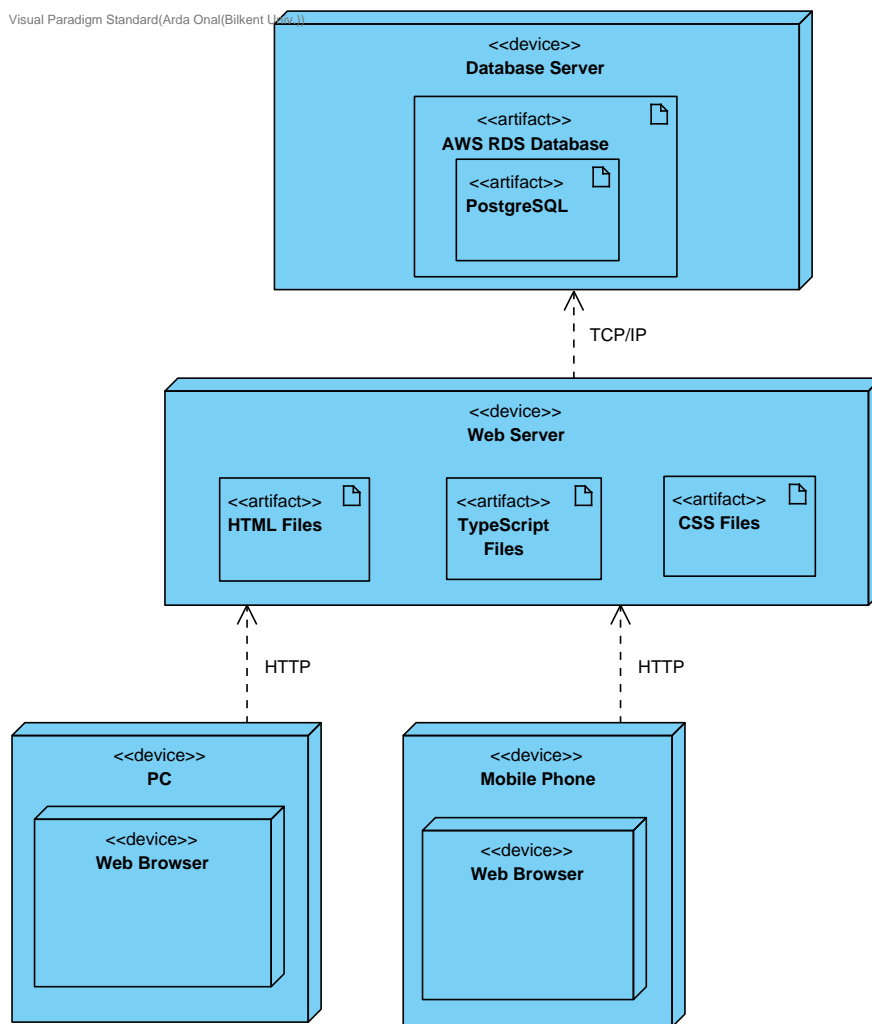 Visual Paradigm Standard(Arda Onal(Bilkent Univ.))
<<device>>
Database Server
<<artifact>>
AWS RDS Database
<<artifact>>
PostgreSQL
TCP/IP
<<device>>
Web Server
<<artifact>>
HTML Files
<<artifact>>
TypeScript
Files
<<artifact>>
CSS Files
HTTP
HTTP
<<device>>
PC
<<device>>
Web Browser
<<device>>
Mobile Phone
<<device>>
Web Browser